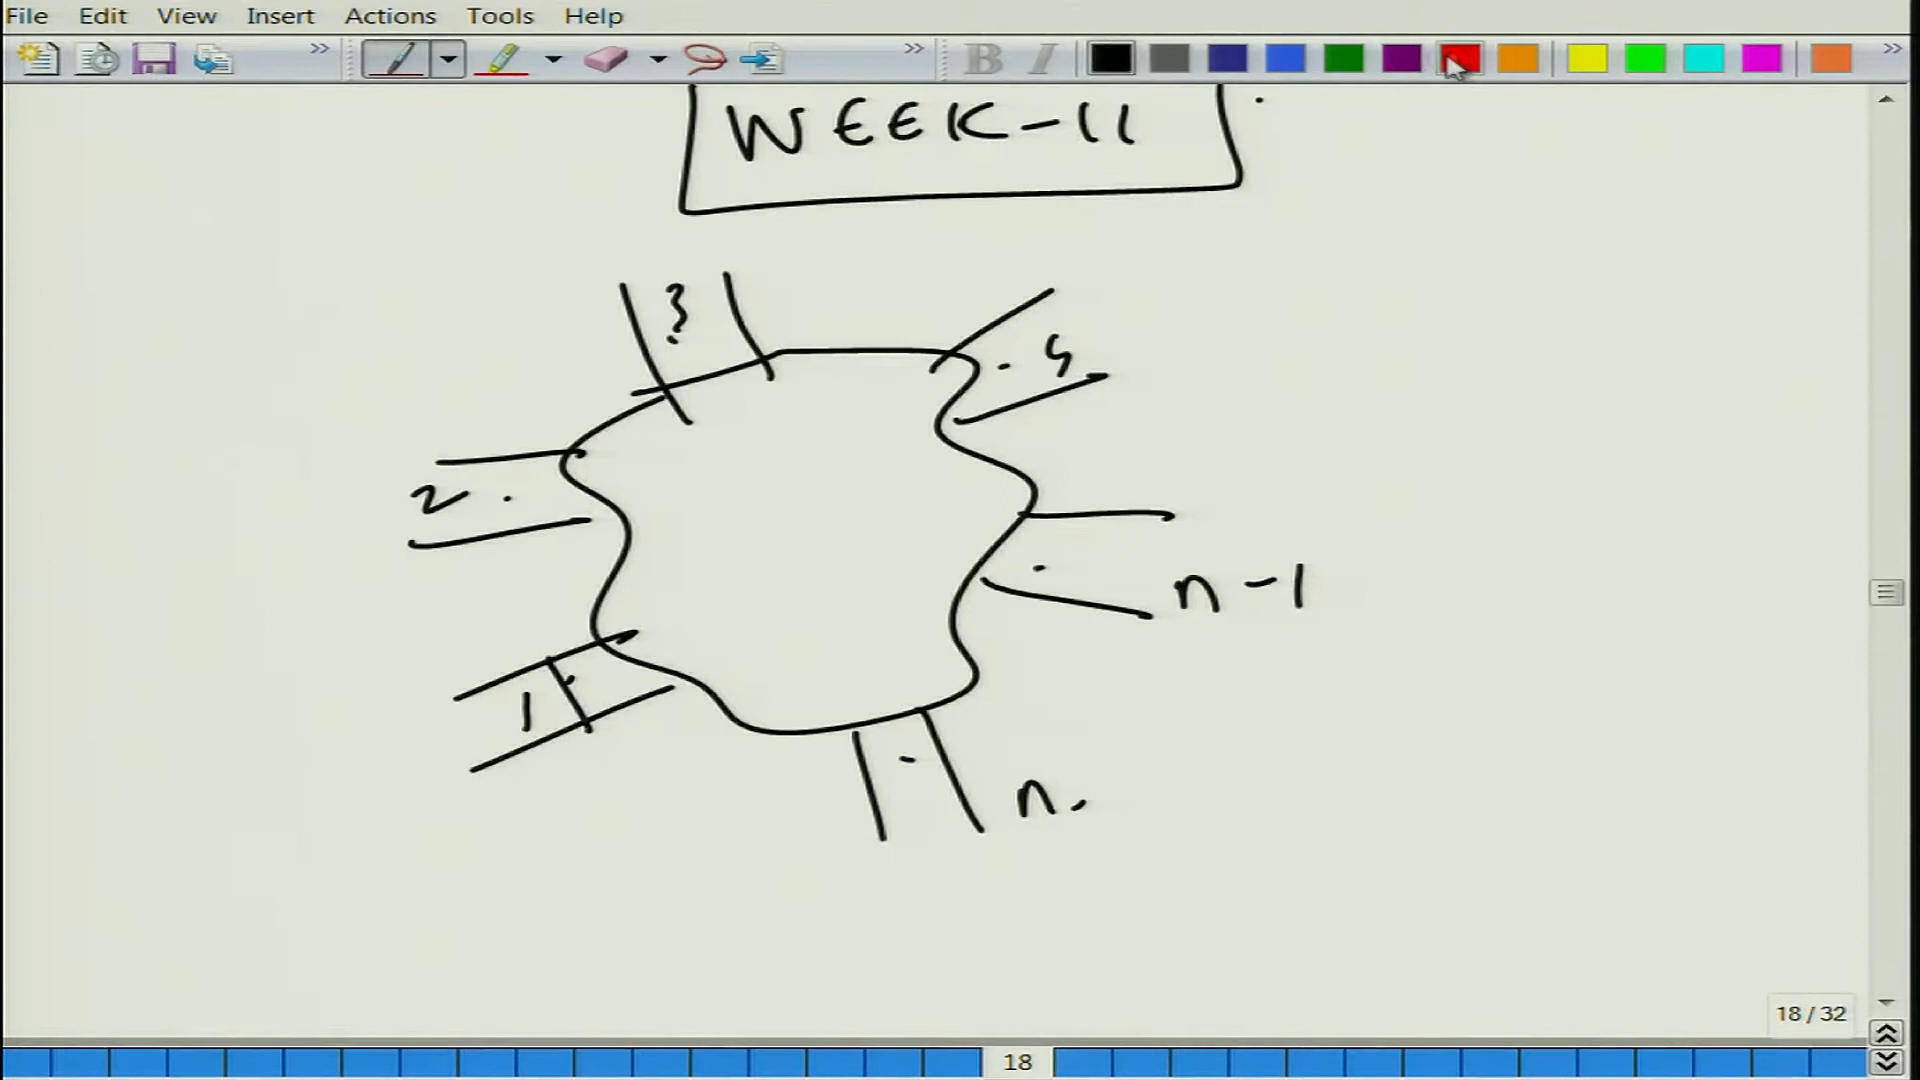 File Edit View Insert Actions Tools Help
B I
WEEK-11
3
4
2 .
n-1
1
n.
18 / 32
18